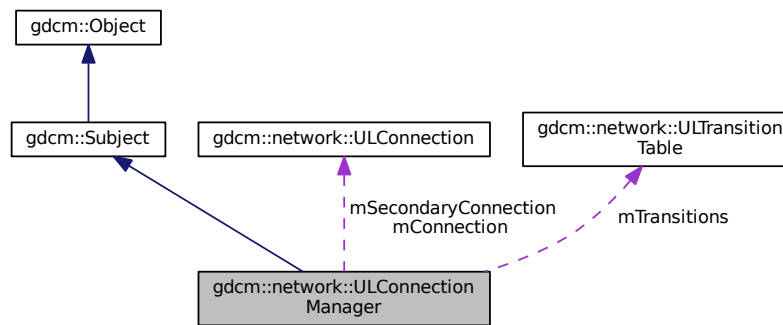 gdcm::Object
gdcm::Subject
gdcm::network::ULConnection
gdcm::network::ULTransition
Table
mSecondaryConnection
mConnection
mTransitions
gdcm::network::ULConnection
Manager